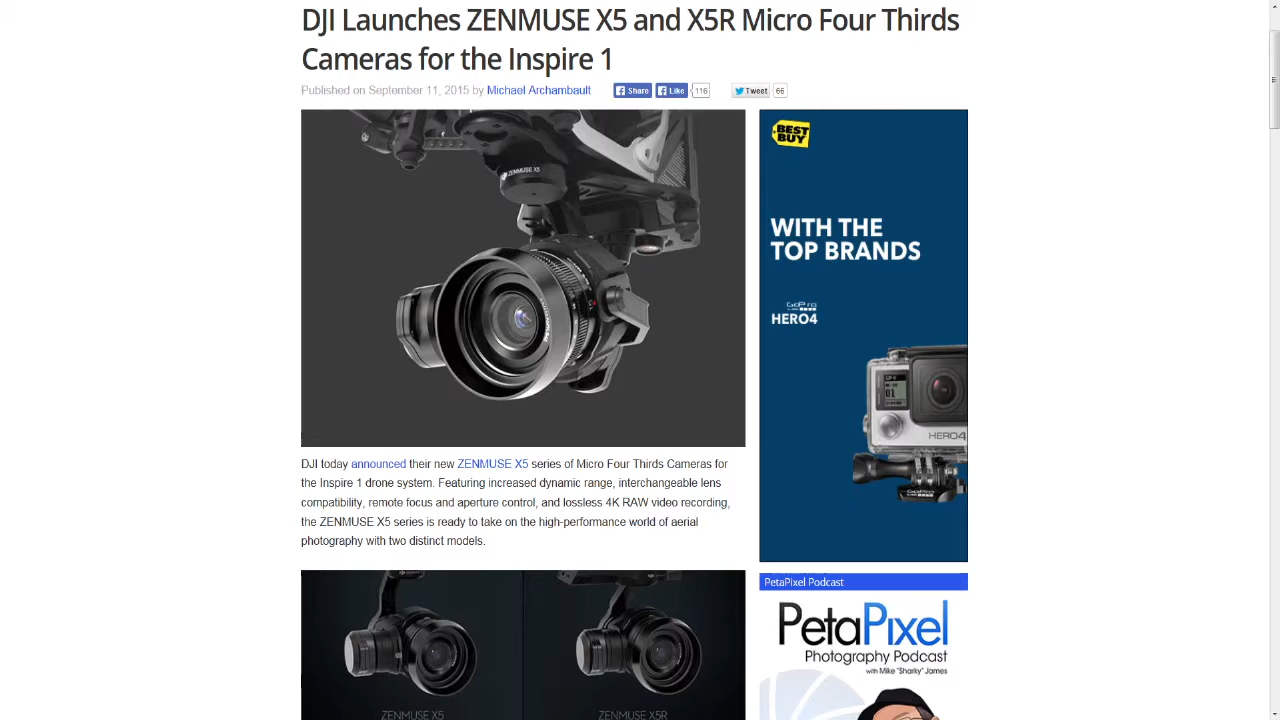 DJI Launches ZENMUSE X5 and X5R Micro Four Thirds
Cameras for the Inspire 1
Published on September 11, 2015 by Michael Archambault
Share
Like
116
Tweet
66
ZENMUSE X5
DJI today announced their new ZENMUSE X5 series of Micro Four Thirds Cameras for
the Inspire 1 drone system. Featuring increased dynamic range, interchangeable lens
compatibility, remote focus and aperture control, and lossless 4K RAW video recording,
the ZENMUSE X5 series is ready to take on the high-performance world of aerial
photography with two distinct models.
ZENMUSE X5
ZENMUSE X5R
BEST
BUY
WITH THE
TOP BRANDS
GoPro
HERO4
HERO4
GoPro
PetaPixel Podcast
PetaPixel
Photography Podcast
with Mike "Sharky" James